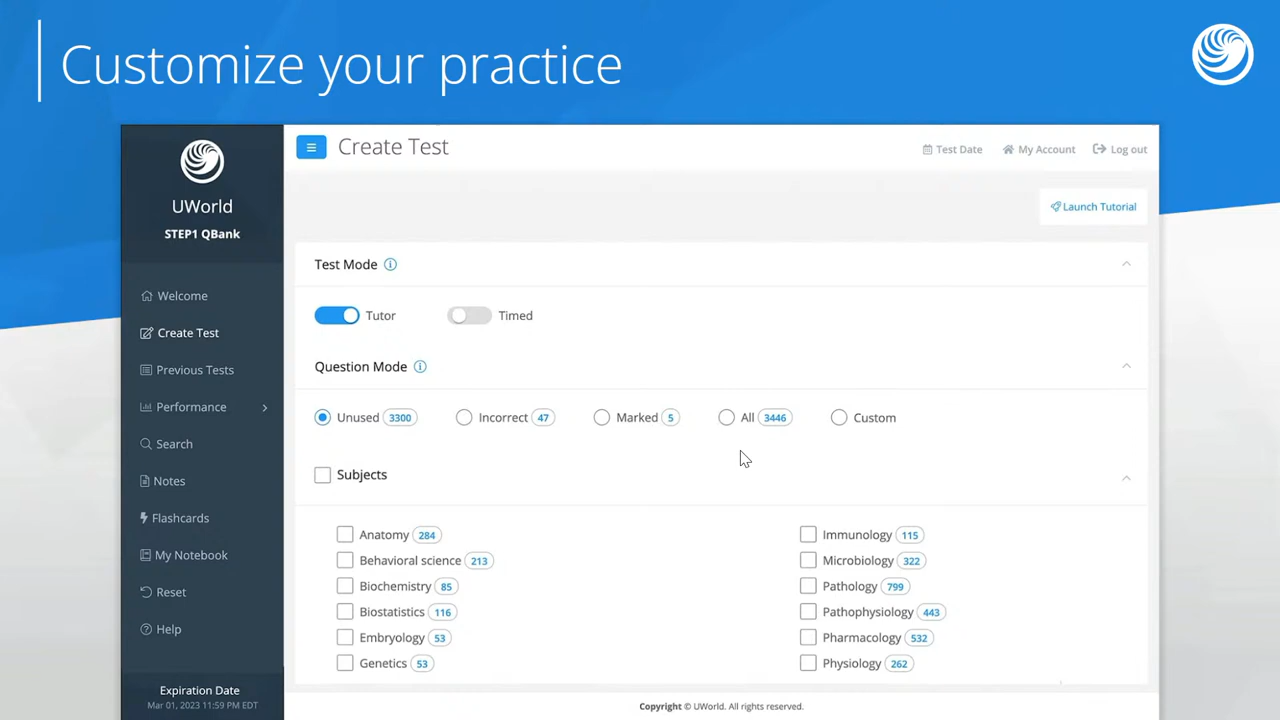 Customize your practice
UWorld
STEP1 QBank
Welcome
Create Test
Previous Tests
Performance
Search
Notes
Flashcards
My Notebook
Reset
Help
Expiration Date
Mar 01, 2023 11:59 PM EDT
Create Test
Test Date My Account Log out
Launch Tutorial
Test Mode
Tutor Timed
Question Mode
Unused 3300 Incorrect 47 Marked 5 All 3446 Custom
Subjects
Anatomy 284
Behavioral science 213
Biochemistry 85
Biostatistics 116
Embryology 53
Genetics 53
Immunology 115
Microbiology 322
Pathology 799
Pathophysiology 443
Pharmacology 532
Physiology 262
Copyright © UWorld. All rights reserved.